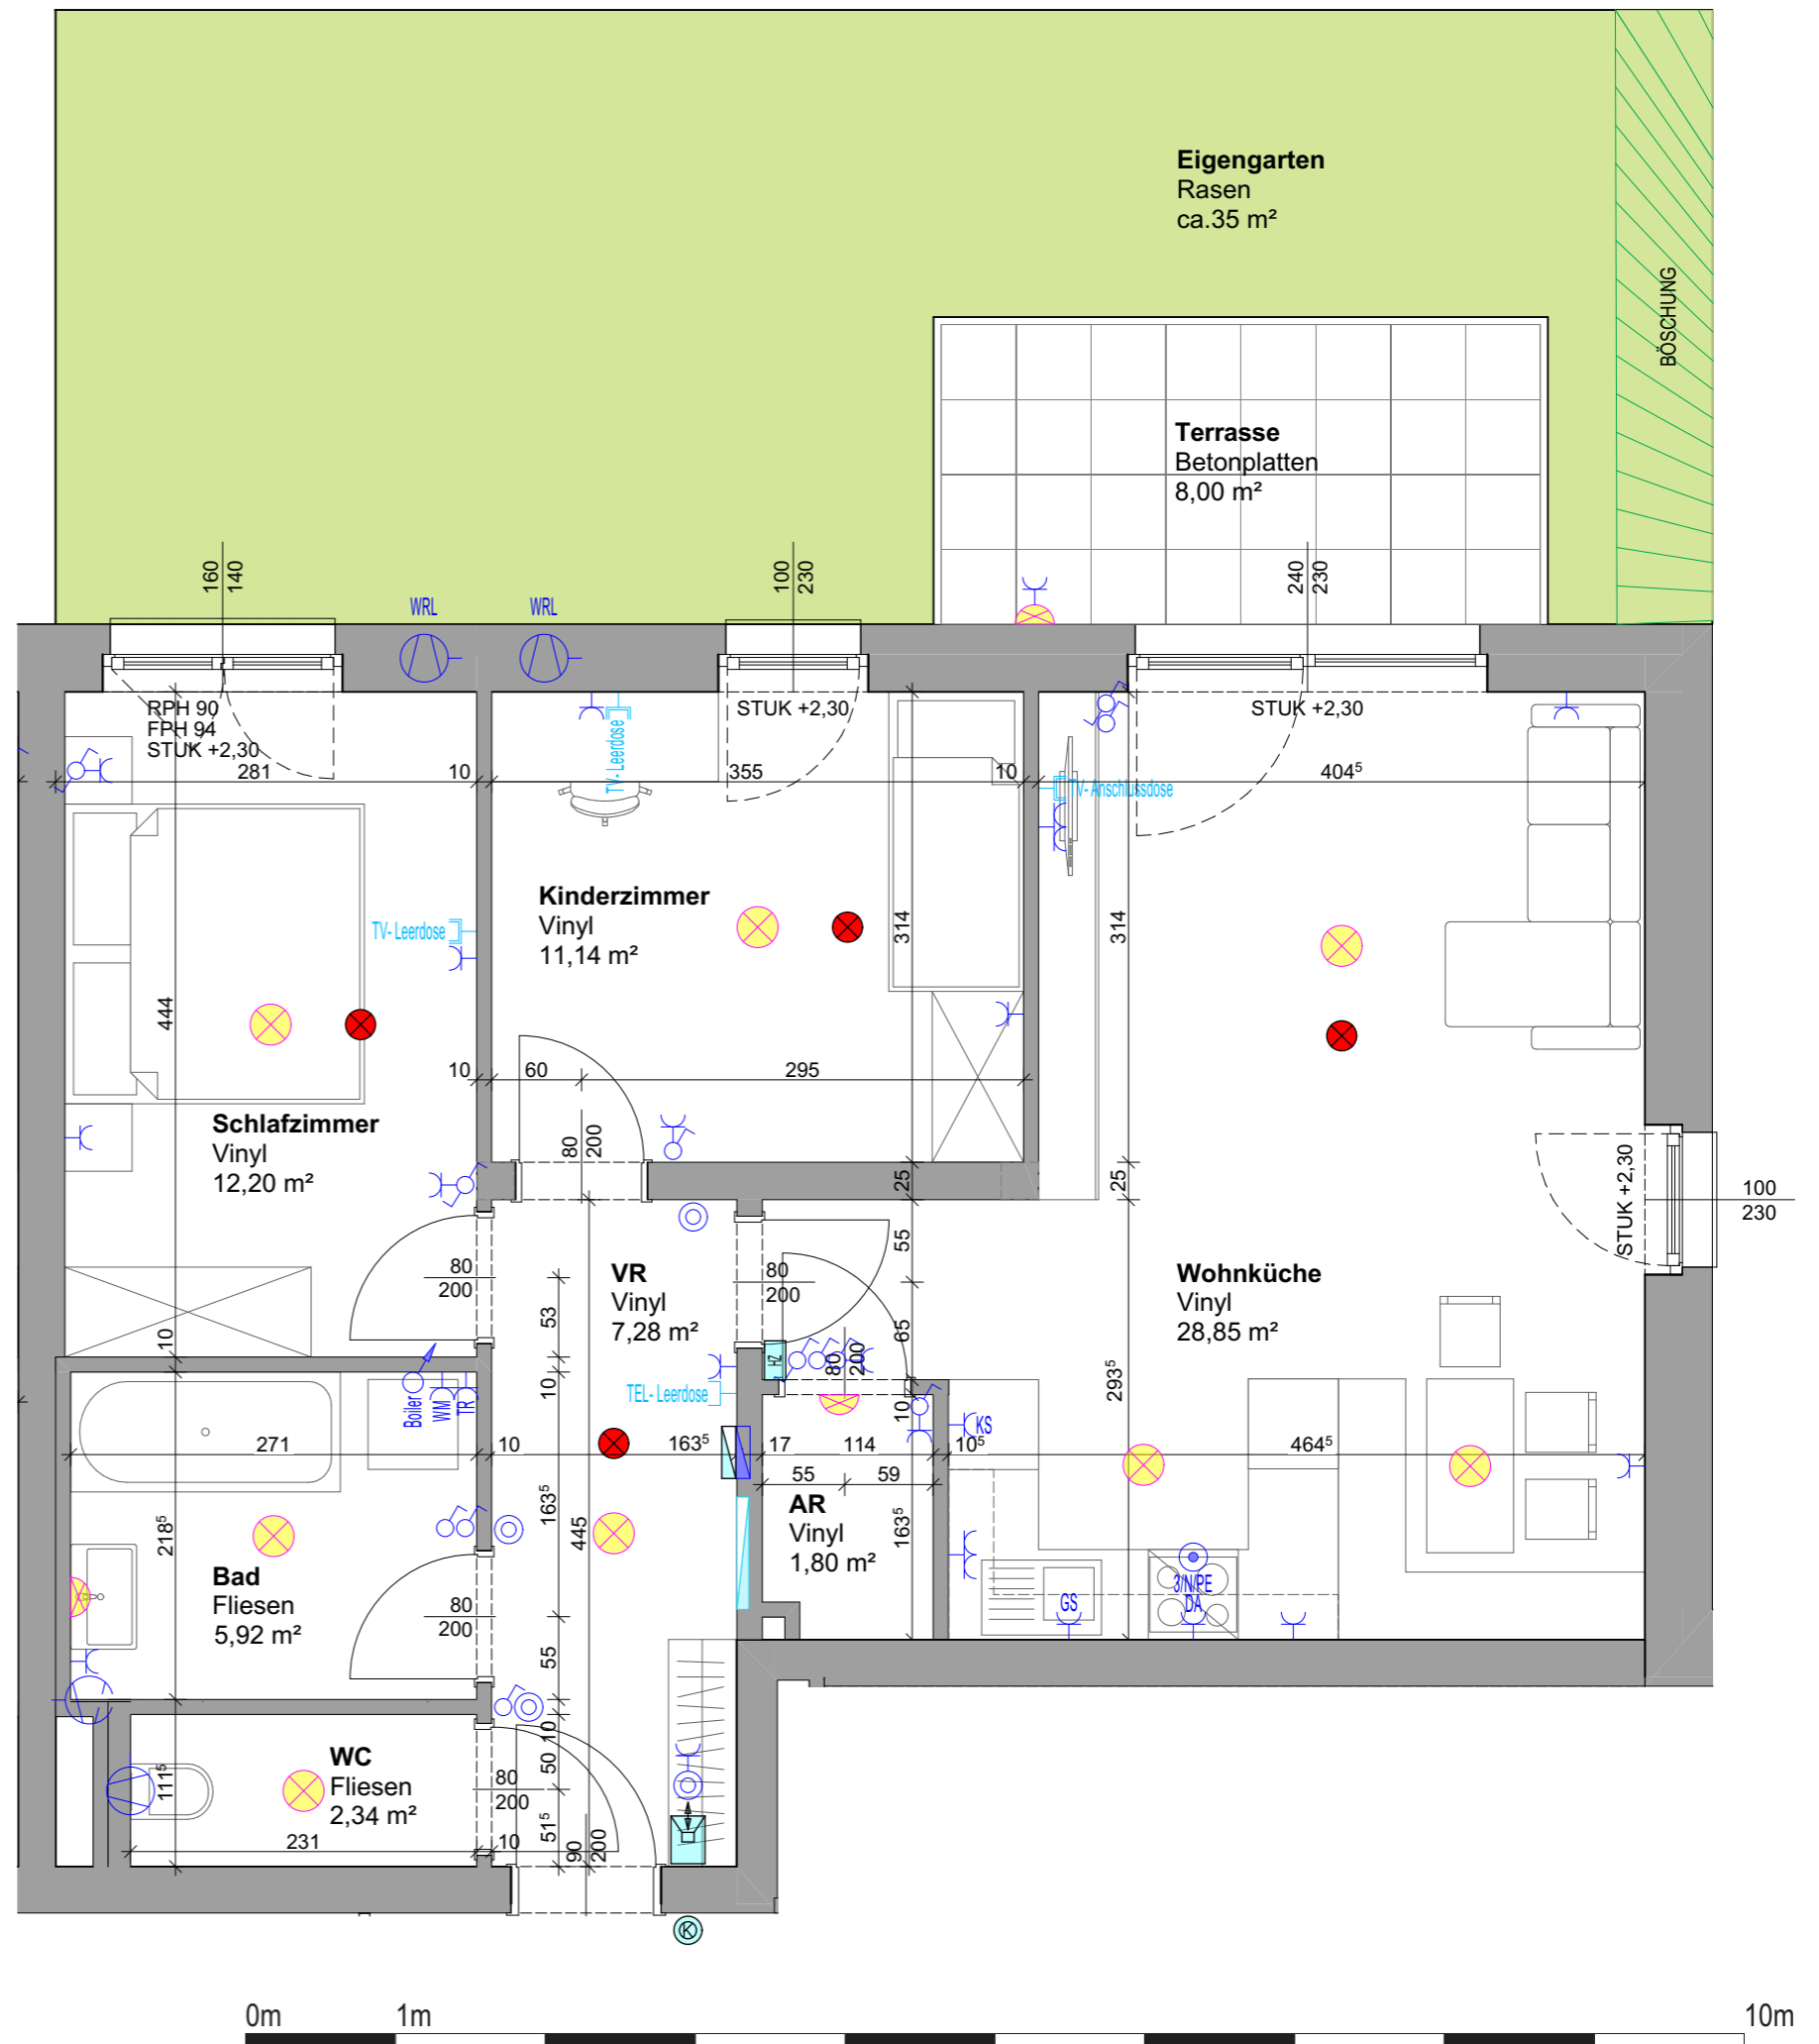 Eigengarten
Rasen
ca.35 m²
BÖSCHUNG
Terrasse
Betonplatten
8,00 m²
160
140
WRL
WRL
100
230
240
230
RPH 90
FPH 94
STUK +2,30
TV- Leerdose
STUK +2,30
STUK +2,30
281
10
355
10
404⁵
TV- Anschlussdose
Kinderzimmer
Vinyl
11,14 m²
TV- Leerdose
314
314
444
10
60
295
Schlafzimmer
Vinyl
12,20 m²
80
200
25
25
STUK +2,30
100
230
55
80
200
VR
Vinyl
7,28 m²
80
200
Wohnküche
Vinyl
28,85 m²
53
65
10
HZ
80
200
293⁵
Boiler
WM
TR
10
TEL- Leerdose
10
KS
271
10
163⁵
17
114
10⁵
464⁵
55
59
AR
Vinyl
1,80 m²
218⁵
163⁵
445
163⁵
Bad
Fliesen
5,92 m²
3/N/PE
DA
GS
80
200
55
10
WC
Fliesen
2,34 m²
111⁵
50
80
200
231
10
51⁵
90
200
K
0m
1m
10m